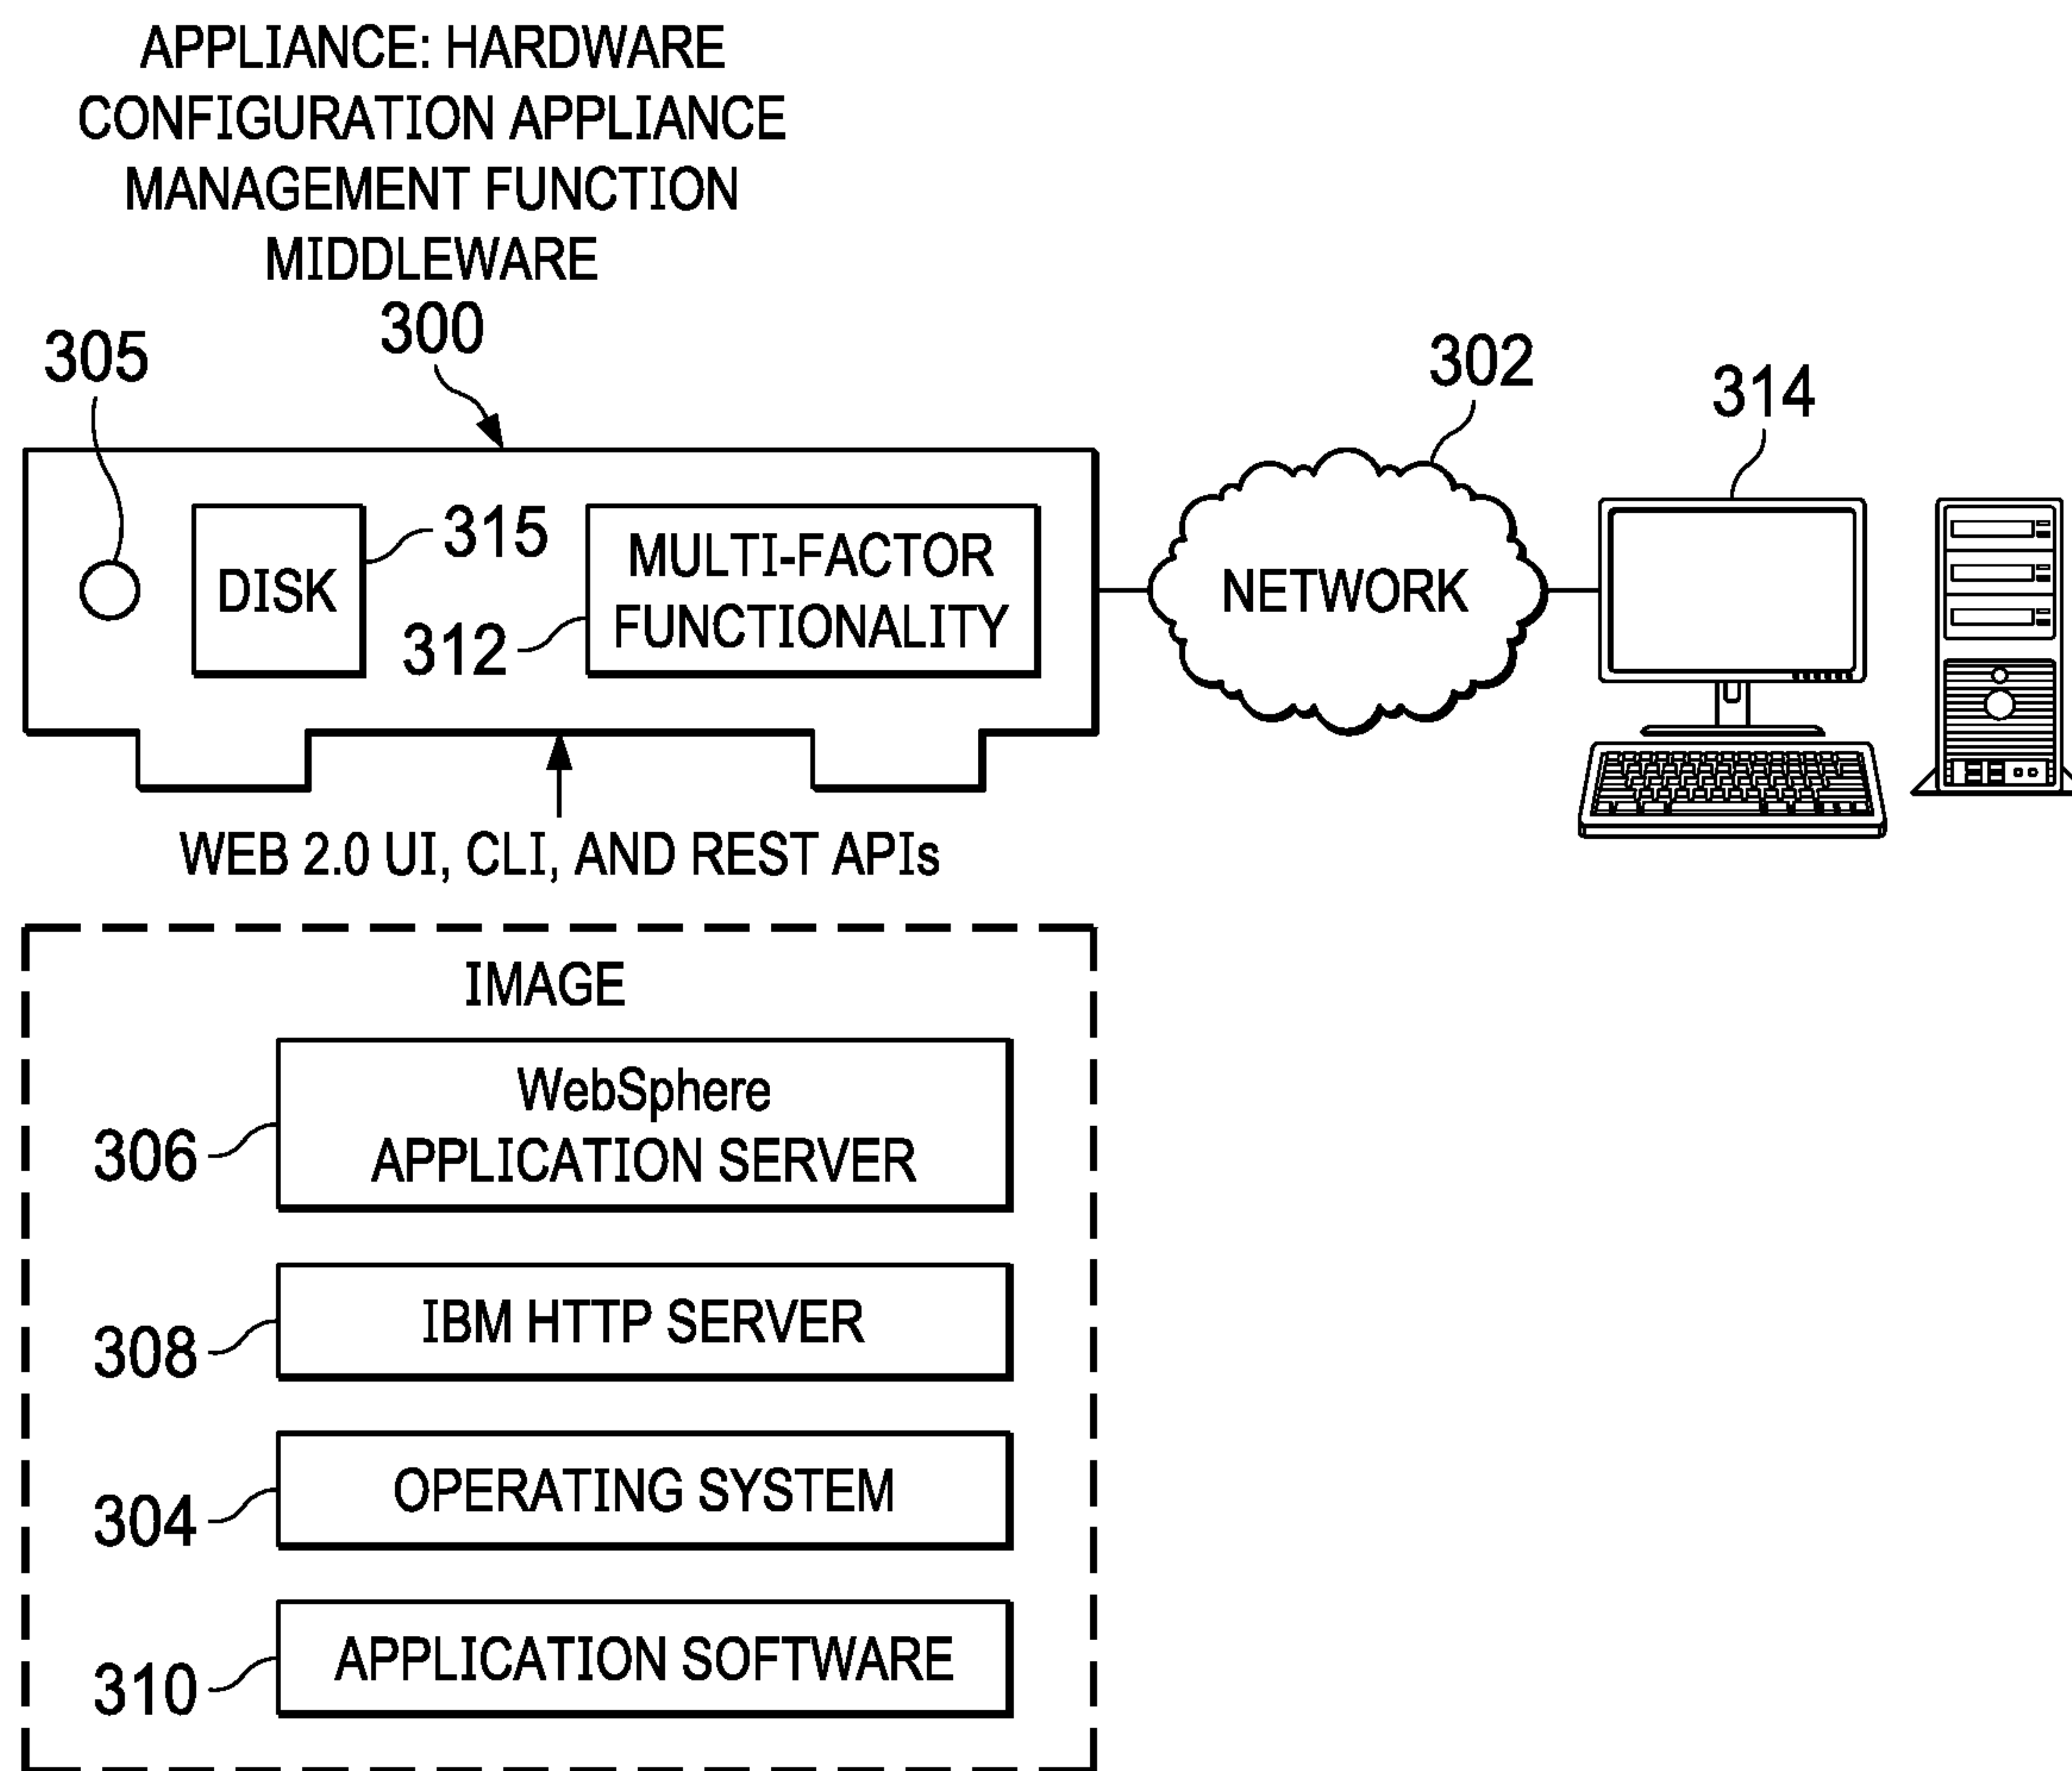 APPLIANCE: HARDWARE
CONFIGURATION APPLIANCE
MANAGEMENT FUNCTION
MIDDLEWARE
300
305
302
314
DISK
315
MULTI-FACTOR
FUNCTIONALITY
312
NETWORK
WEB 2.0 UI, CLI, AND REST APIs
IMAGE
WebSphere
APPLICATION SERVER
306
IBM HTTP SERVER
308
OPERATING SYSTEM
304
APPLICATION SOFTWARE
310